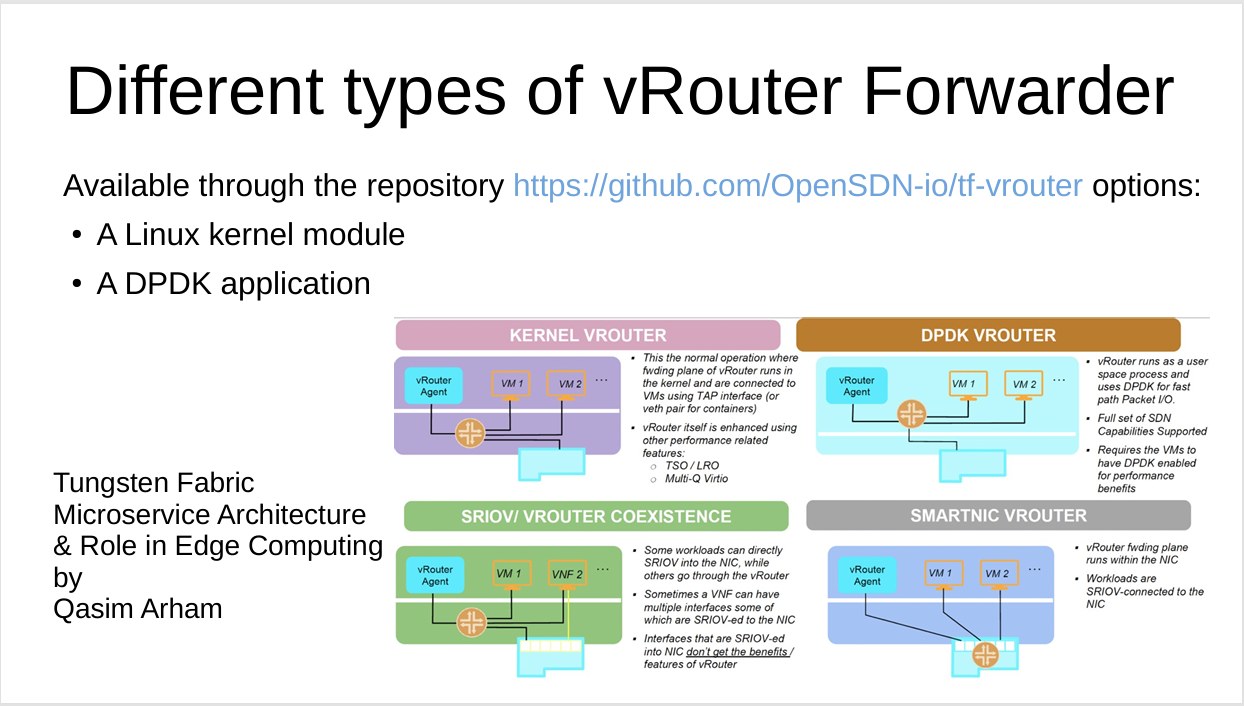 Different types of vRouter Forwarder
Available through the repository https://github.com/OpenSDN-io/tf-vrouter options:
• A Linux kernel module
• A DPDK application
Tungsten Fabric
Microservice Architecture
& Role in Edge Computing
by
Qasim Arham
KERNEL VROUTER
vRouter
Agent
VM 1
VM 2
...
• This the normal operation where
fwding plane of vRouter runs in
the kernel and are connected to
VMs using TAP interface (or
veth pair for containers)
• vRouter itself is enhanced using
other performance related
features:
○ TSO / LRO
○ Multi-Q Virtio
DPDK VROUTER
vRouter
Agent
VM 1
VM 2
...
• vRouter runs as a user
space process and
uses DPDK for fast
path Packet I/O.
• Full set of SDN
Capabilities Supported
• Requires the VMs to
have DPDK enabled
for performance
benefits
SRIOV/ VROUTER COEXISTENCE
vRouter
Agent
VM 1
VNF 2
...
• Some workloads can directly
SRIOV into the NIC, while
others go through the vRouter
• Sometimes a VNF can have
multiple interfaces some of
which are SRIOV-ed to the NIC
• Interfaces that are SRIOV-ed
into NIC don't get the benefits /
features of vRouter
SMARTNIC VROUTER
vRouter
Agent
VM 1
VM 2
...
• vRouter fwding plane
runs within the NIC
• Workloads are
SRIOV-connected to the
NIC